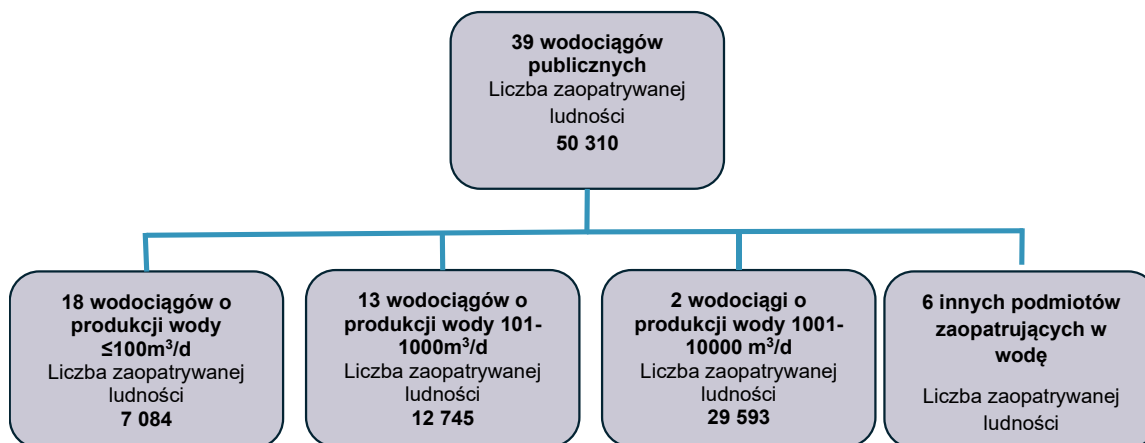 39 wodociągów
publicznych
Liczba zaopatrywanej
ludności
50 310
18 wodociągów o
produkcji wody
≤100m³/d
Liczba zaopatrywanej
ludności
7 084
13 wodociągów o
produkcji wody 101-
1000m³/d
Liczba zaopatrywanej
ludności
12 745
2 wodociągi o
produkcji wody 1001-
10000 m³/d
Liczba zaopatrywanej
ludności
29 593
6 innych podmiotów
zaopatrujących w
wodę
Liczba zaopatrywanej
ludności